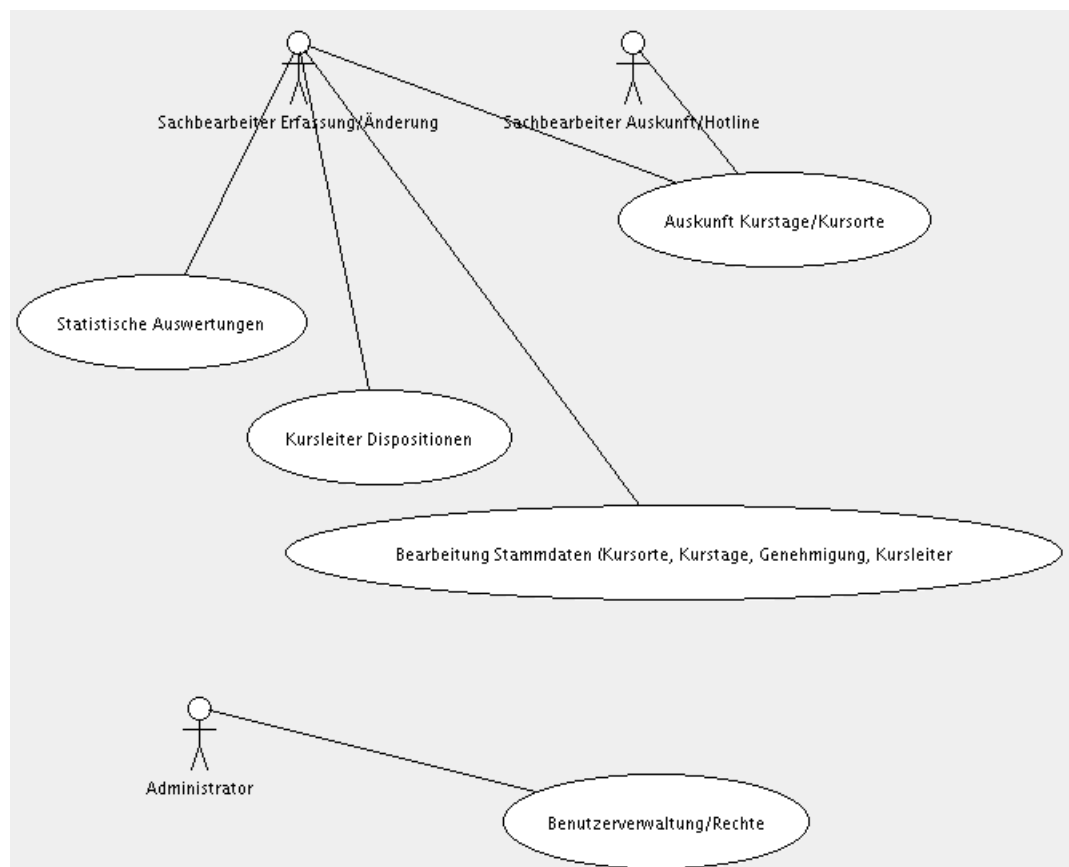 Sachbearbeiter Erfassung/Änderung
Sachbearbeiter Auskunft/Hotline
Auskunft Kurstage/Kursorte
Statistische Auswertungen
Kursleiter Dispositionen
Bearbeitung Stammdaten (Kursorte, Kurstage, Genehmigung, Kursleiter
Administrator
Benutzerverwaltung/Rechte